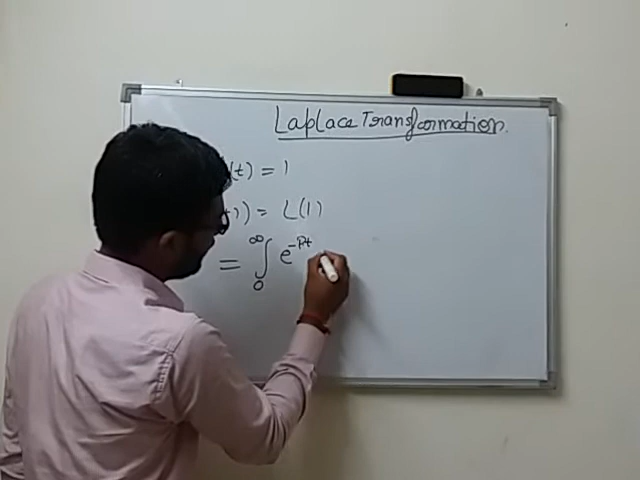 Laplace Transformation.
(t) = 1
) = L(1)
= ∫₀^∞ e^-Pt